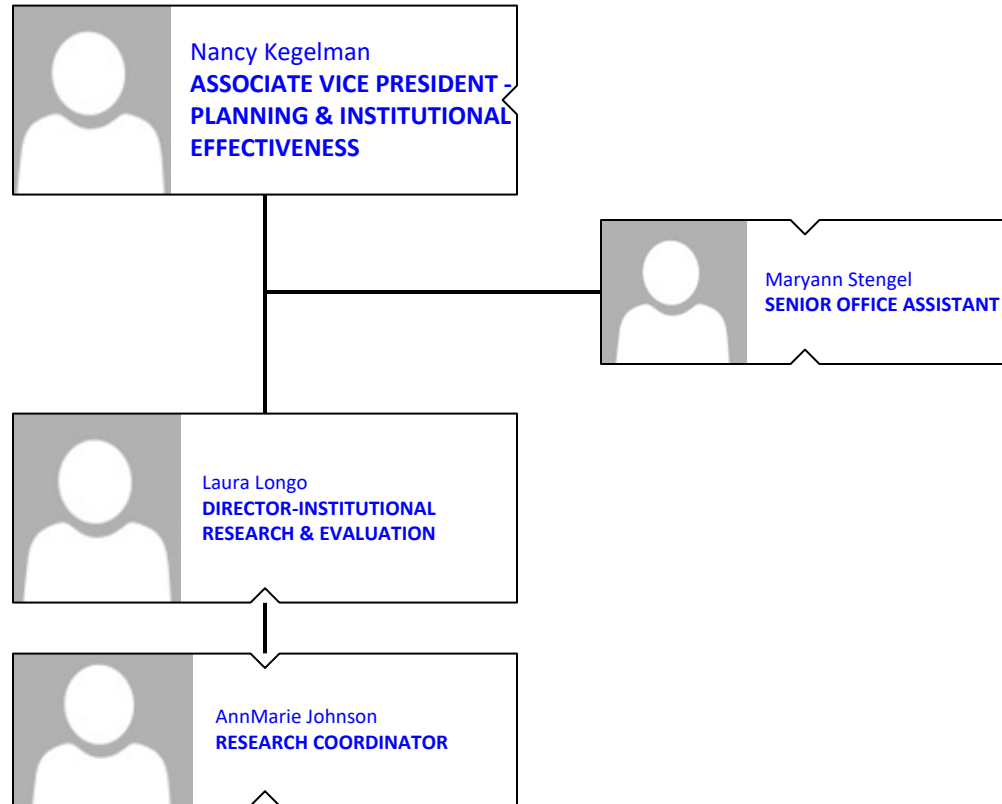 Nancy Kegelman
ASSOCIATE VICE PRESIDENT -
PLANNING & INSTITUTIONAL
EFFECTIVENESS
Maryann Stengel
SENIOR OFFICE ASSISTANT
Laura Longo
DIRECTOR-INSTITUTIONAL
RESEARCH & EVALUATION
AnnMarie Johnson
RESEARCH COORDINATOR